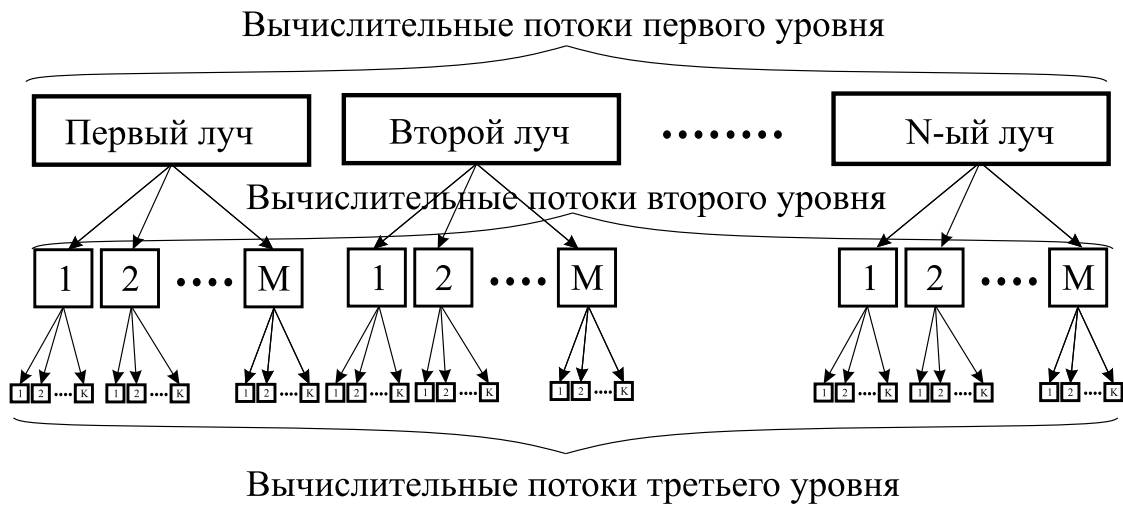 Вычислительные потоки первого уровня
Первый луч Второй луч ........ N-ый луч
Вычислительные потоки второго уровня
1 2 .... M 1 2 .... M 1 2 .... M
1 2 .... K 1 2 .... K 1 2 .... K 1 2 .... K 1 2 .... K 1 2 .... K 1 2 .... K 1 2 .... K 1 2 .... K
Вычислительные потоки третьего уровня